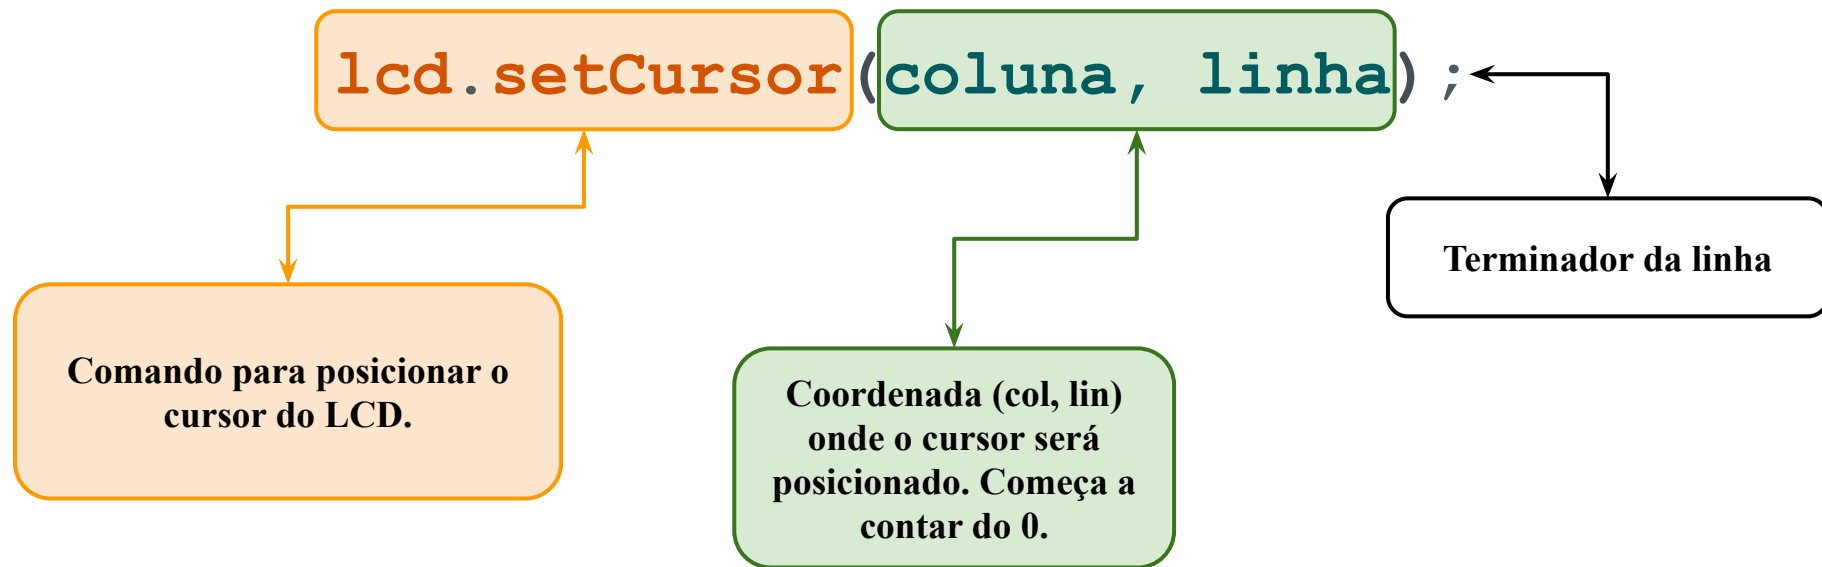 lcd.setCursor(coluna, linha);
Terminador da linha
Comando para posicionar o
cursor do LCD.
Coordenada (col, lin)
onde o cursor será
posicionado. Começa a
contar do 0.